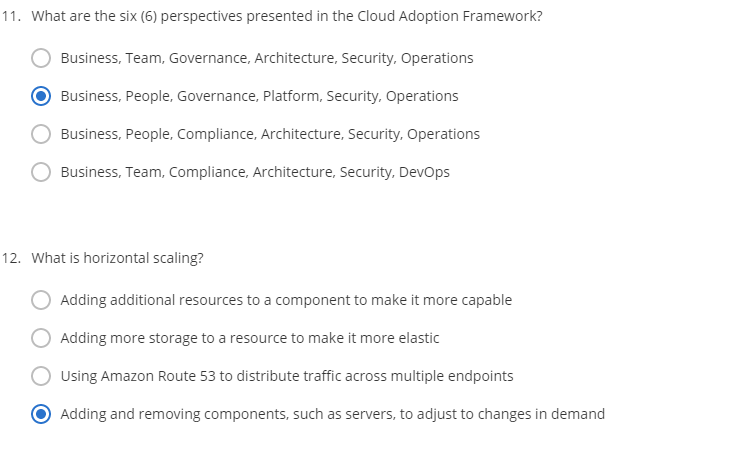 11. What are the six (6) perspectives presented in the Cloud Adoption Framework?
Business, Team, Governance, Architecture, Security, Operations
Business, People, Governance, Platform, Security, Operations
Business, People, Compliance, Architecture, Security, Operations
Business, Team, Compliance, Architecture, Security, DevOps
12. What is horizontal scaling?
Adding additional resources to a component to make it more capable
Adding more storage to a resource to make it more elastic
Using Amazon Route 53 to distribute traffic across multiple endpoints
Adding and removing components, such as servers, to adjust to changes in demand